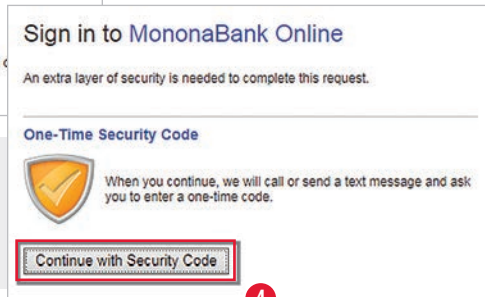 Sign in to MononaBank Online
An extra layer of security is needed to complete this request.
One-Time Security Code
When you continue, we will call or send a text message and ask
you to enter a one-time code.
Continue with Security Code
4